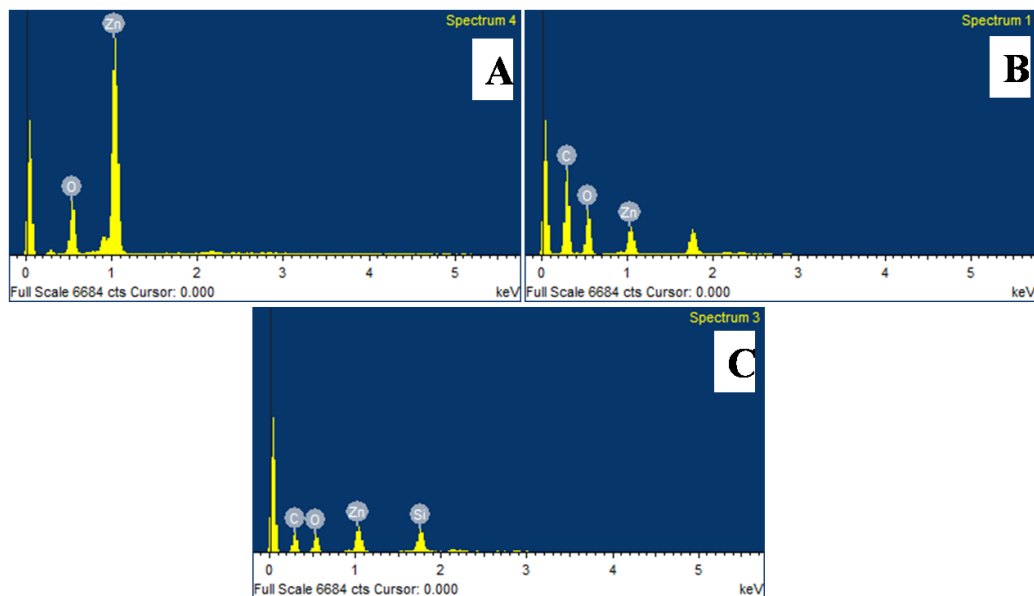 Spectrum 4
A
Zn
O
0 1 2 3 4 5
Full Scale 6684 cts Cursor: 0.000 keV
Spectrum 1
B
C
O
Zn
0 1 2 3 4 5
Full Scale 6684 cts Cursor: 0.000 keV
Spectrum 3
C
C O Zn Si
0 1 2 3 4 5
Full Scale 6684 cts Cursor: 0.000 keV